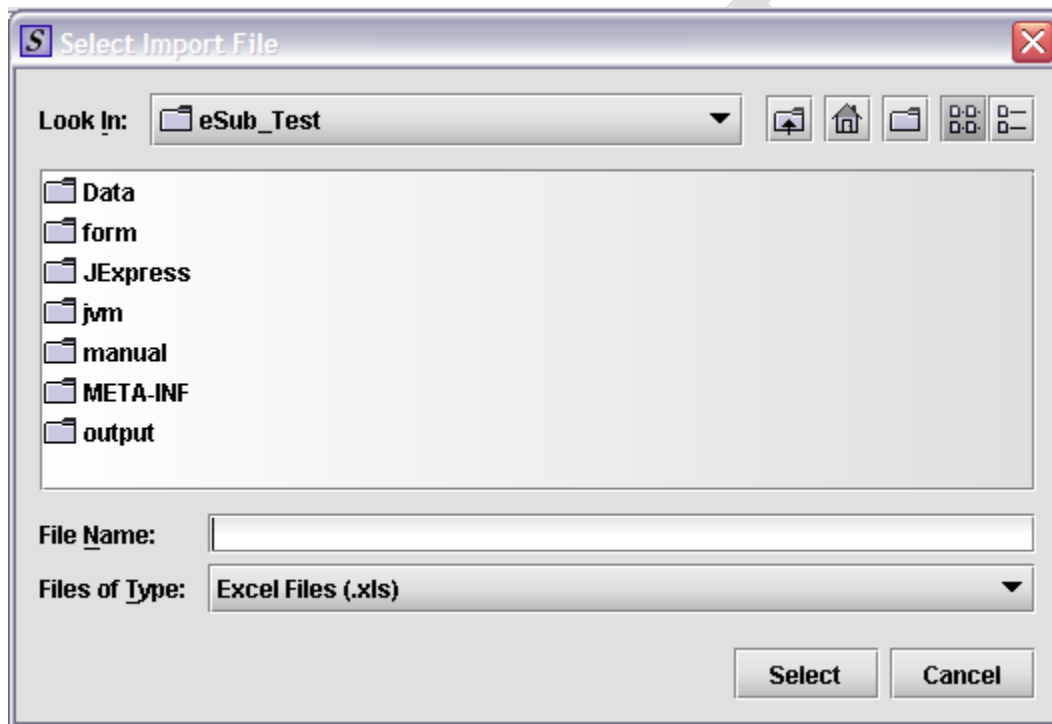 S Select Import File
Look In: eSub_Test
Data
form
JExpress
jvm
manual
META-INF
output
File Name:
Files of Type: Excel Files (.xls)
Select Cancel